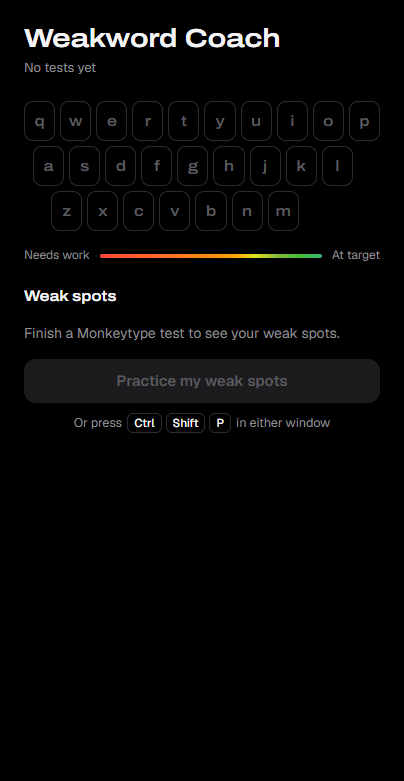 Weakword Coach
No tests yet
q w e r t y u i o p
a s d f g h j k l
z x c v b n m
Needs work At target
Weak spots
Finish a Monkeytype test to see your weak spots.
Practice my weak spots
Or press Ctrl Shift P in either window